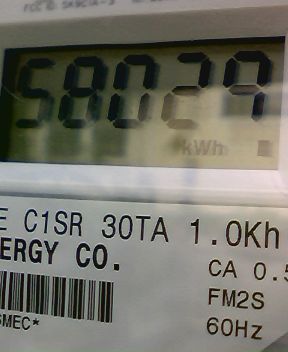 58029
kWh
E C1SR 30TA 1.0Kh
ERGY CO.
CA 0.5
FM2S
60Hz
SMEC*